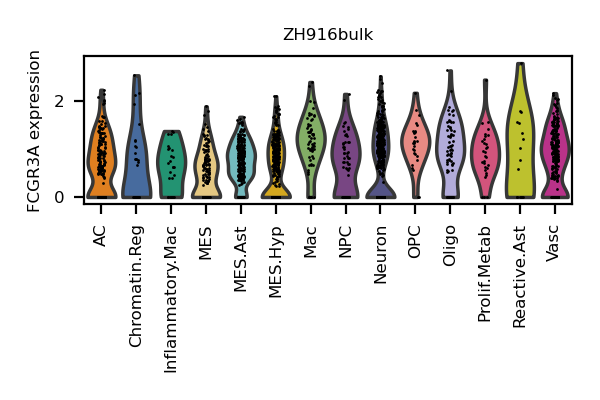 ZH916bulk
FCGR3A expression
2
0
AC
Chromatin.Reg
Inflammatory.Mac
MES
MES.Ast
MES.Hyp
Mac
NPC
Neuron
OPC
Oligo
Prolif.Metab
Reactive.Ast
Vasc